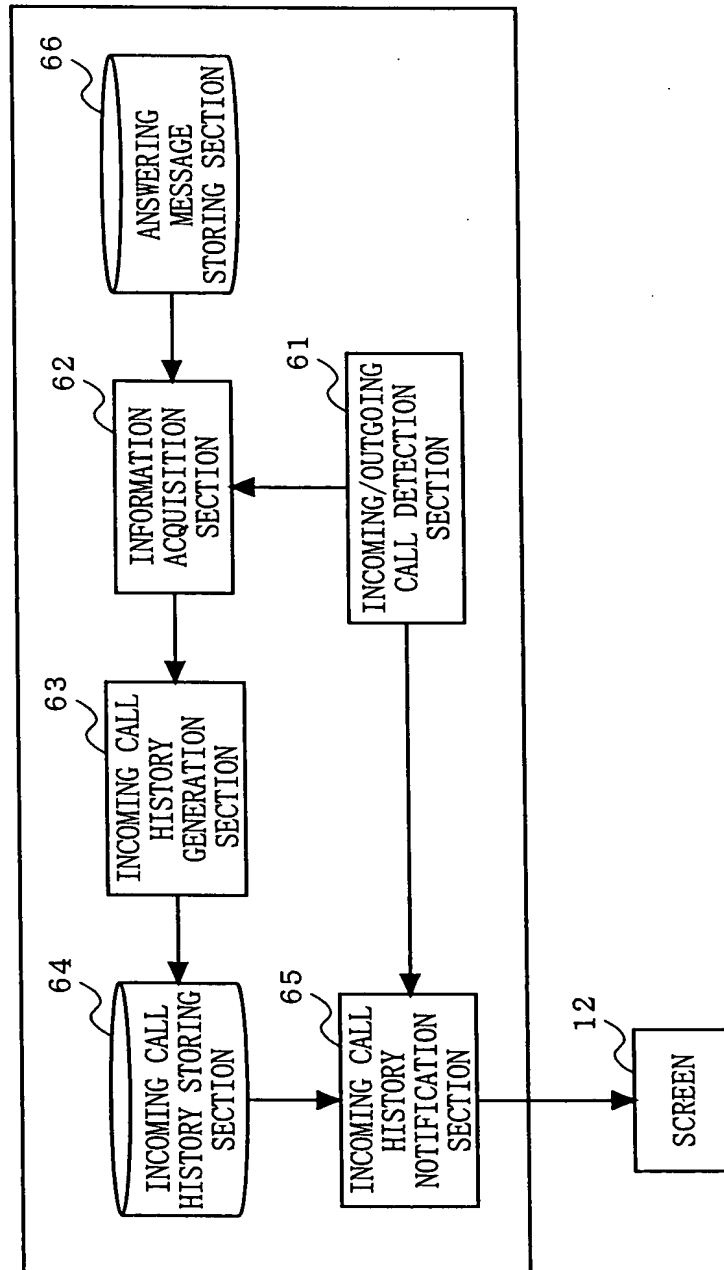 64
INCOMING CALL
HISTORY STORING
SECTION
63
INCOMING CALL
HISTORY
GENERATION
SECTION
62
INFORMATION
ACQUISITION
SECTION
66
ANSWERING
MESSAGE
STORING SECTION
65
INCOMING CALL
HISTORY
NOTIFICATION
SECTION
61
INCOMING/OUTGOING
CALL DETECTION
SECTION
12
SCREEN